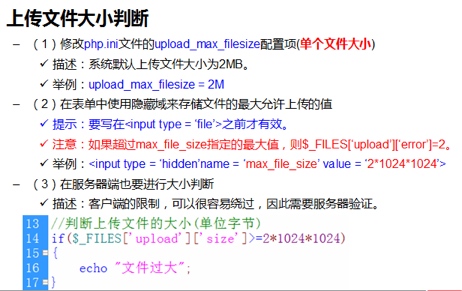 上传文件大小判断
– （1）修改php.ini文件的upload_max_filesize配置项(单个文件大小)
✓ 描述：系统默认上传文件大小为2MB。
✓ 举例：upload_max_filesize = 2M
– （2）在表单中使用隐藏域来存储文件的最大允许上传的值
✓ 提示：要写在<input type = 'file'>之前才有效。
✓ 注意：如果超过max_file_size指定的最大值，则$_FILES['upload']['error']=2。
✓ 举例：<input type = 'hidden'name = 'max_file_size' value = '2*1024*1024'>
– （3）在服务器端也要进行大小判断
✓ 描述：客户端的限制，可以很容易绕过，因此需要服务器验证。
13 //判断上传文件的大小(单位字节)
14 if($_FILES['upload']['size']>=2*1024*1024)
15 {
16 echo "文件过大";
17 }